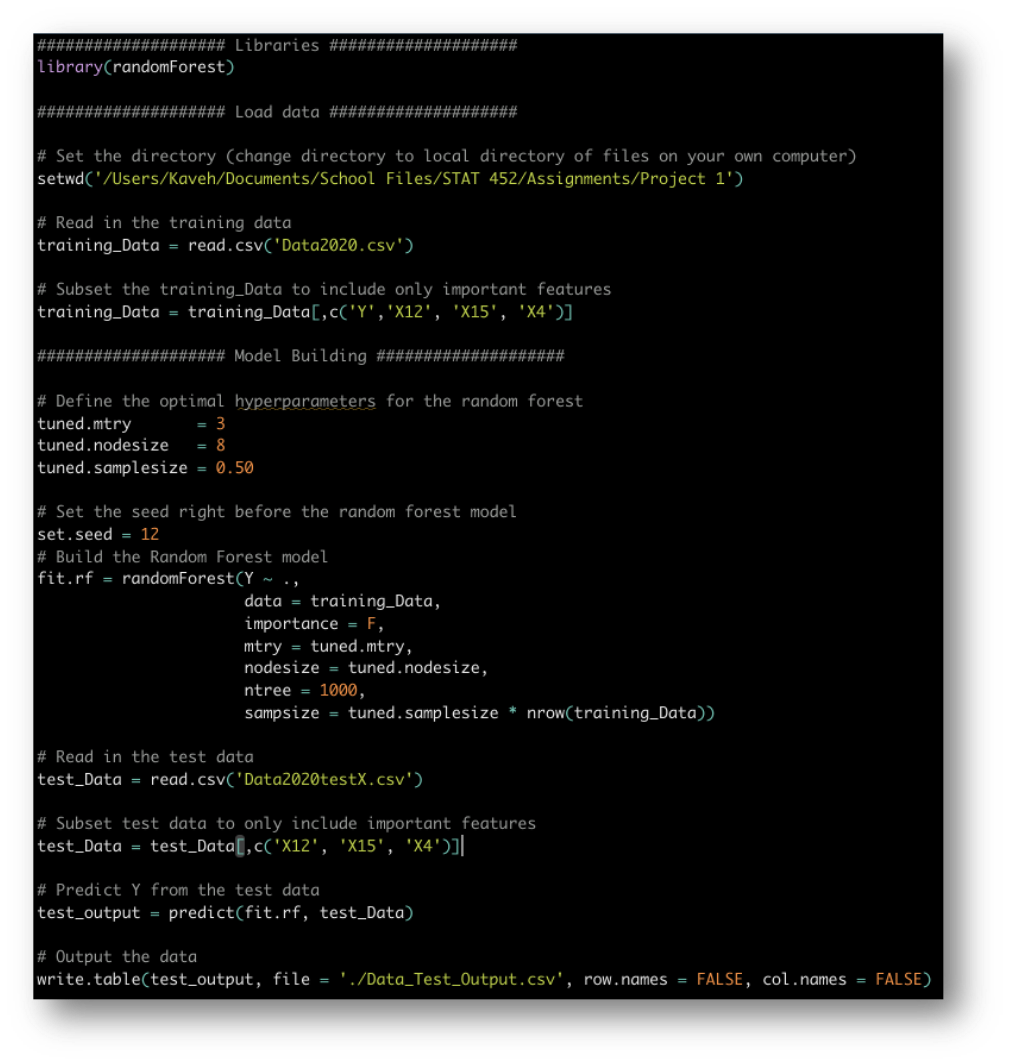 #################### Libraries ####################
library(randomForest)
#################### Load data ####################
# Set the directory (change directory to local directory of files on your own computer)
setwd('/Users/Kaveh/Documents/School Files/STAT 452/Assignments/Project 1')
# Read in the training data
training_Data = read.csv('Data2020.csv')
# Subset the training_Data to include only important features
training_Data = training_Data[,c('Y','X12', 'X15', 'X4')]
#################### Model Building ####################
# Define the optimal hyperparameters for the random forest
tuned.mtry       = 3
tuned.nodesize   = 8
tuned.samplesize = 0.50
# Set the seed right before the random forest model
set.seed = 12
# Build the Random Forest model
fit.rf = randomForest(Y ~ .,
                      data = training_Data,
                      importance = F,
                      mtry = tuned.mtry,
                      nodesize = tuned.nodesize,
                      ntree = 1000,
                      sampsize = tuned.samplesize * nrow(training_Data))
# Read in the test data
test_Data = read.csv('Data2020testX.csv')
# Subset test data to only include important features
test_Data = test_Data[,c('X12', 'X15', 'X4')]
# Predict Y from the test data
test_output = predict(fit.rf, test_Data)
# Output the data
write.table(test_output, file = './Data_Test_Output.csv', row.names = FALSE, col.names = FALSE)